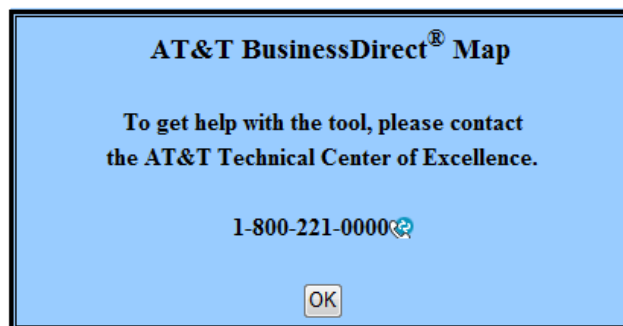 AT&T BusinessDirect® Map
To get help with the tool, please contact
the AT&T Technical Center of Excellence.
1-800-221-0000
OK